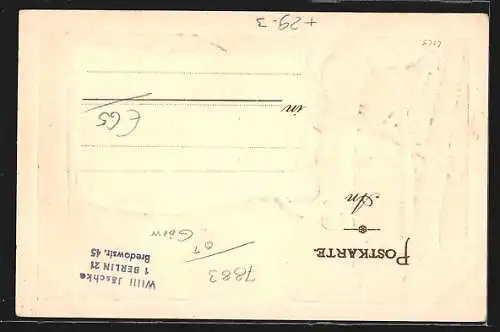 POSTKARTE.
An
in
Willi Jäschke
1 BERLIN 21
Bredowstr. 45
7883
+29.3